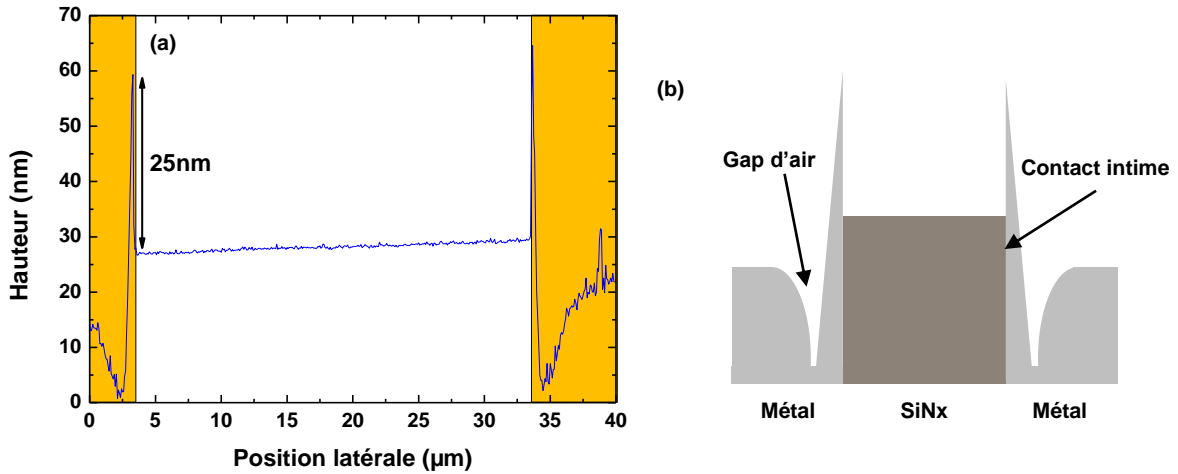 (a)
70
60
50
40
30
20
10
0
Hauteur (nm)
25nm
0 5 10 15 20 25 30 35 40
Position latérale (µm)
(b)
Gap d'air
Contact intime
Métal SiNx Métal